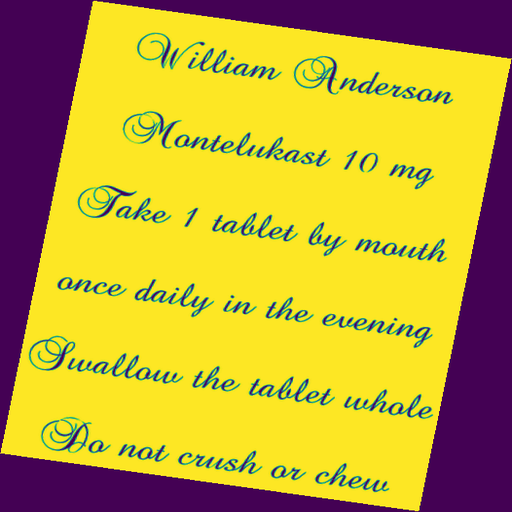 William Anderson
Montelukast 10 mg
Take 1 tablet by mouth
once daily in the evening
Swallow the tablet whole
Do not crush or chew